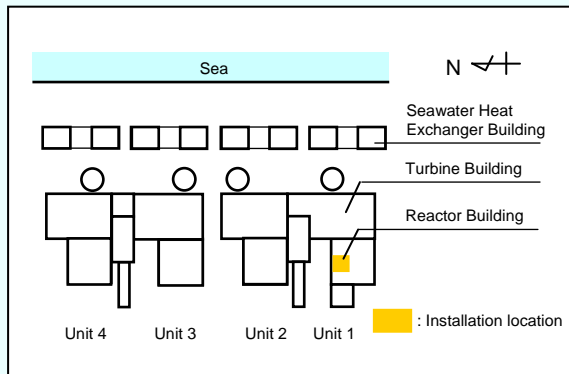 Sea
N
Seawater Heat
Exchanger Building
Turbine Building
Reactor Building
Unit 4
Unit 3
Unit 2
Unit 1
: Installation location